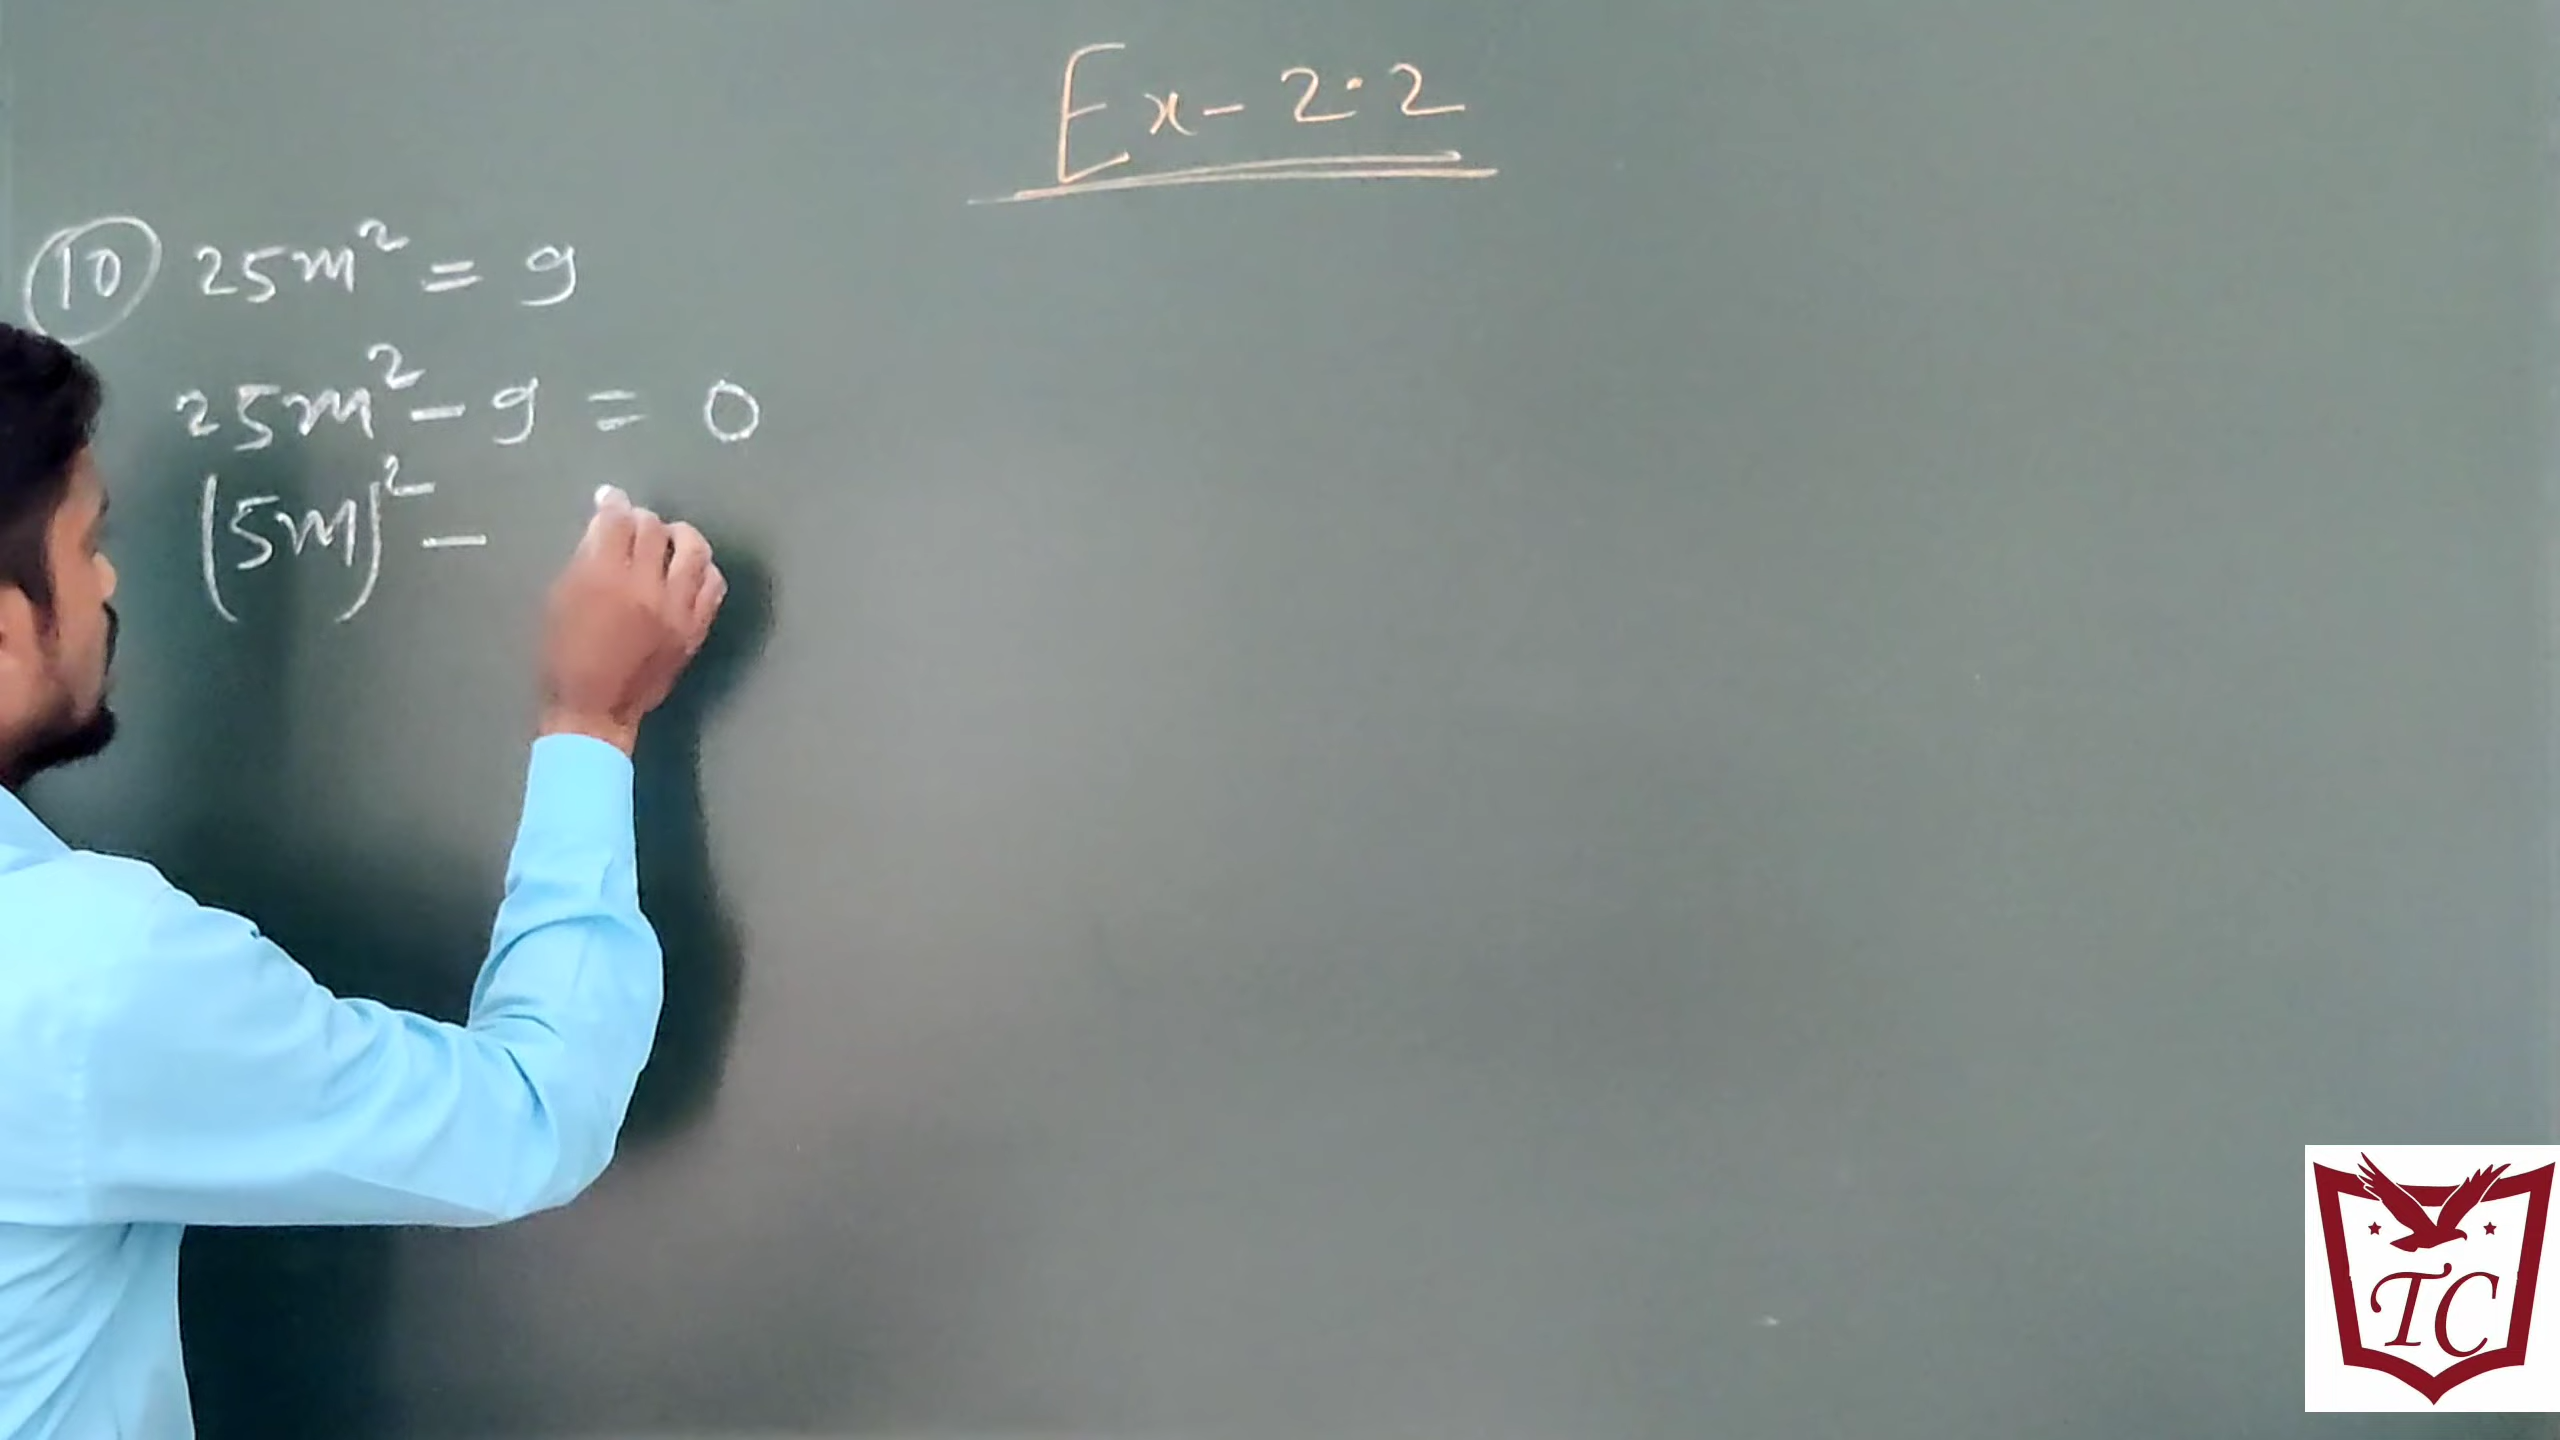 Ex-2.2
10 25m² = 9
25m² - 9 = 0
(5m)² -
TC